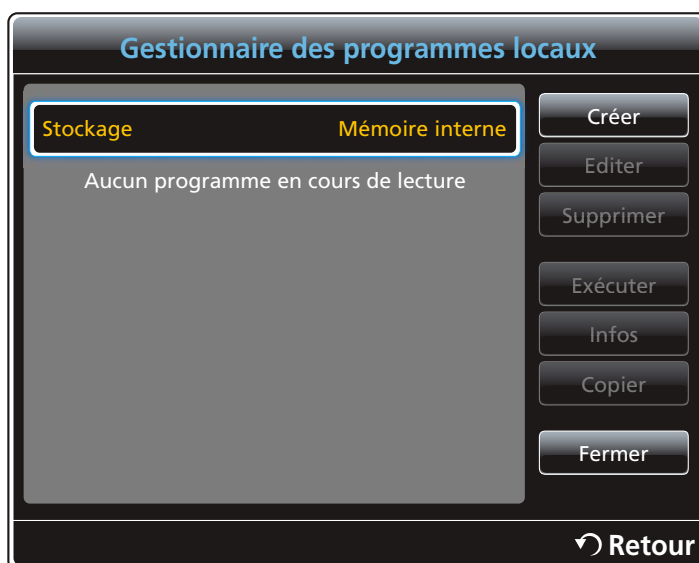 Gestionnaire des programmes locaux
Stockage Mémoire interne
Aucun programme en cours de lecture
Créer
Editer
Supprimer
Exécuter
Infos
Copier
Fermer
Retour